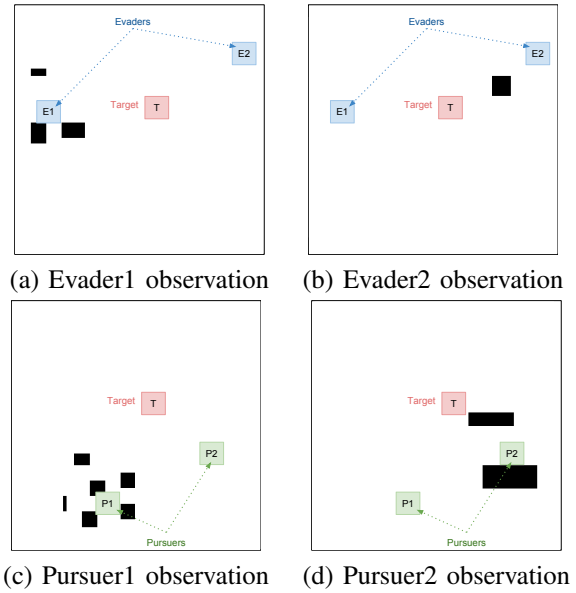 Evaders
E2
E1
Target
T
(a) Evader1 observation
Evaders
E2
E1
Target
T
(b) Evader2 observation
Target
T
P2
P1
Pursuers
(c) Pursuer1 observation
Target
T
P2
P1
Pursuers
(d) Pursuer2 observation